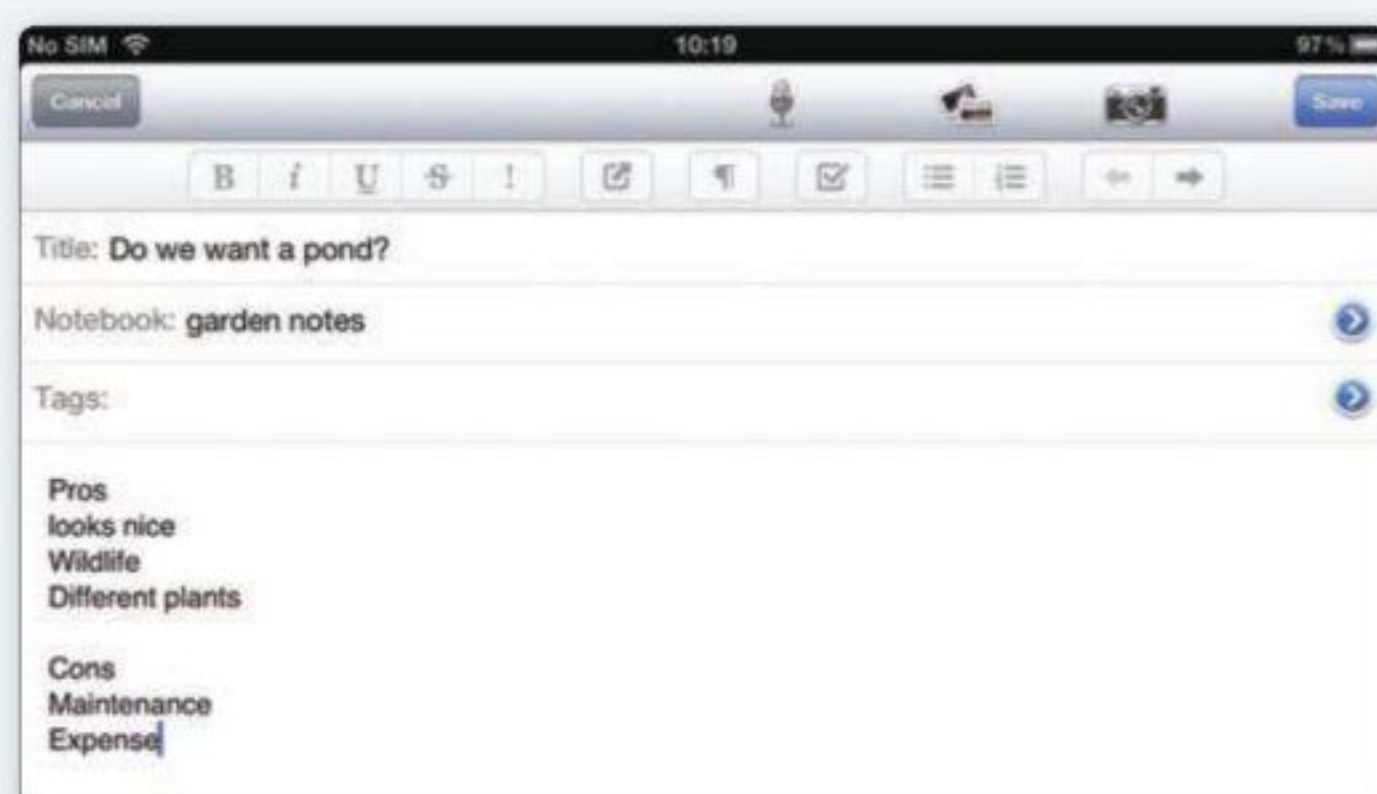 No SIM 10:19 97%
Cancel Save
B i U S !
Title: Do we want a pond?
Notebook: garden notes
Tags:
Pros
looks nice
Wildlife
Different plants
Cons
Maintenance
Expense